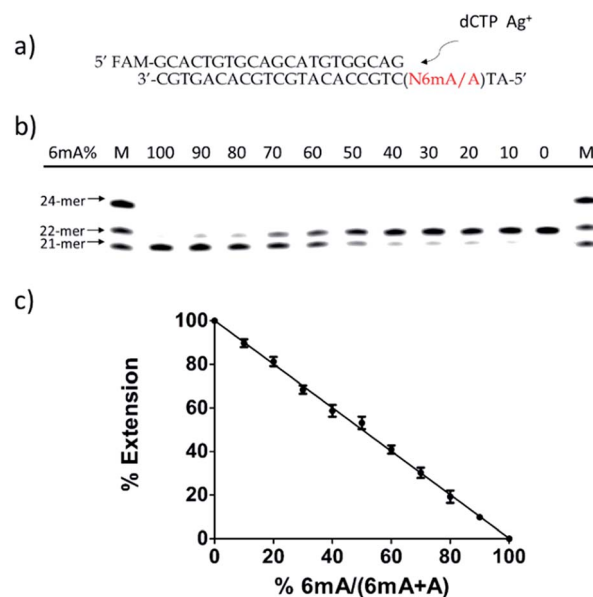 a)
dCTP Ag⁺
5′ FAM-GCACTGTGCAGCATGTGGCAG
3′-CGTGACACGTCGTACACCGTC(N6mA/A)TA-5′
b)
6mA% M 100 90 80 70 60 50 40 30 20 10 0 M
24-mer
22-mer
21-mer
c)
100
80
60
40
20
0
% Extension
0 20 40 60 80 100
% 6mA/(6mA+A)